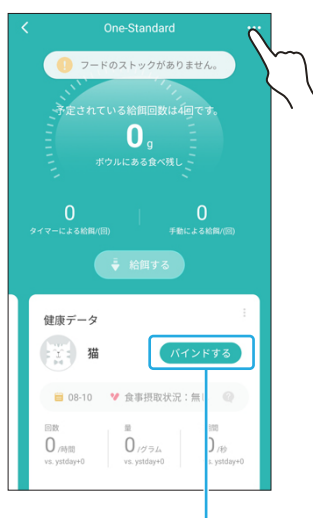 One-Standard
フードのストックがありません。
予定されている給餌回数は4回です。
0g
ボウルにある食べ残し
0
タイマーによる給餌/(回)
0
手動による給餌/(回)
給餌する
健康データ
猫
バインドする
08-10
食事摂取状況：無
回数
0/時間
vs. ystday+0
量
0/グラム
vs. ystday+0
間
0/秒
vs. ystday+0